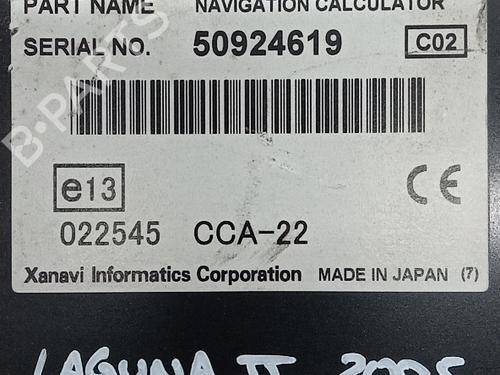 PART NAME NAVIGATION CALCULATOR
SERIAL NO. 50924619 C02
e13
022545 CCA-22
Xanavi Informatics Corporation MADE IN JAPAN (7)
LAGUNA II 2005
B-PARTS